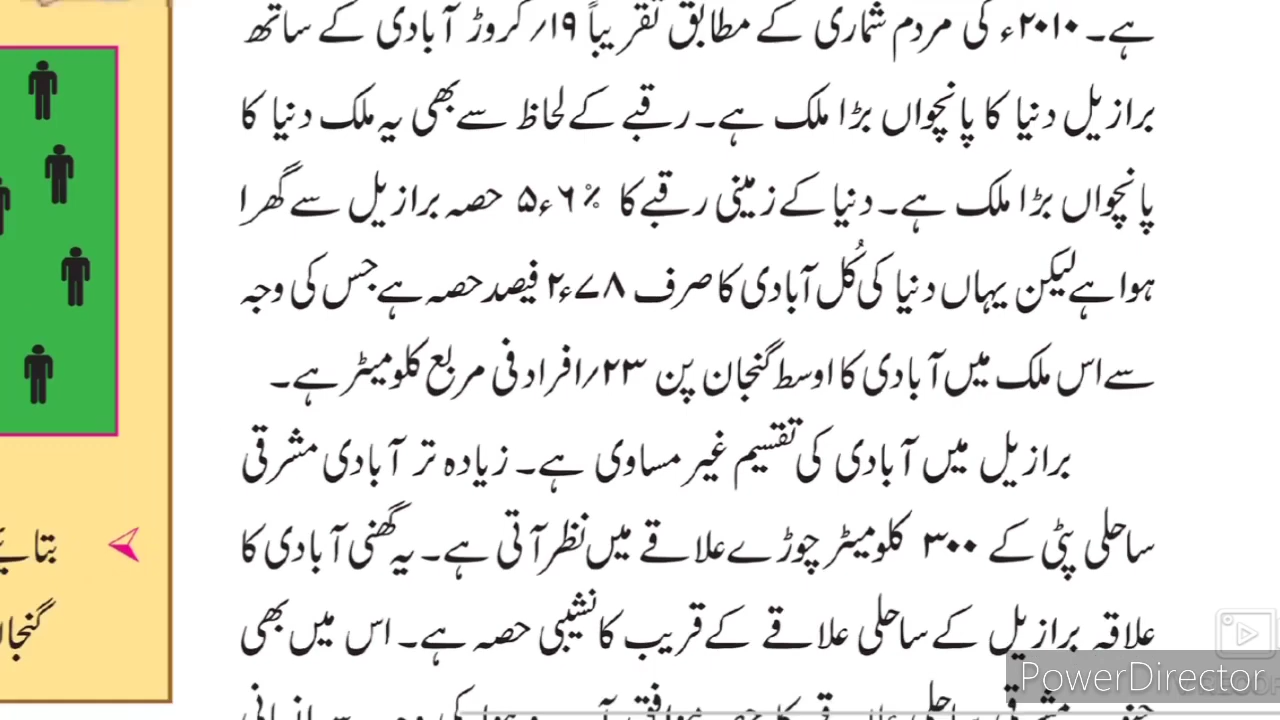 ہے۔ ۲۰۱۰ء کی مردم شماری کے مطابق تقریباً ۱۹؍ کروڑ آبادی کے ساتھ
برازیل دنیا کا پانچواں بڑا ملک ہے۔ رقبے کے لحاظ سے بھی یہ ملک دنیا کا
پانچواں بڑا ملک ہے۔ دنیا کے زمینی رقبے کا ٪۵ء۶ حصہ برازیل سے گھرا
ہوا ہے لیکن یہاں دنیا کی کُل آبادی کا صرف ۲ء۷۸ فیصد حصہ ہے جس کی وجہ
سے اس ملک میں آبادی کا اوسط گنجان پن ۲۳؍افراد فی مربع کلومیٹر ہے۔
برازیل میں آبادی کی تقسیم غیر مساوی ہے۔ زیادہ تر آبادی مشرقی
ساحلی پٹی کے ۳۰۰ کلومیٹر چوڑے علاقے میں نظر آتی ہے۔ یہ گھنی آبادی کا
علاقہ برازیل کے ساحلی علاقے کے قریب کا نشیبی حصہ ہے۔ اس میں بھی
PowerDirector